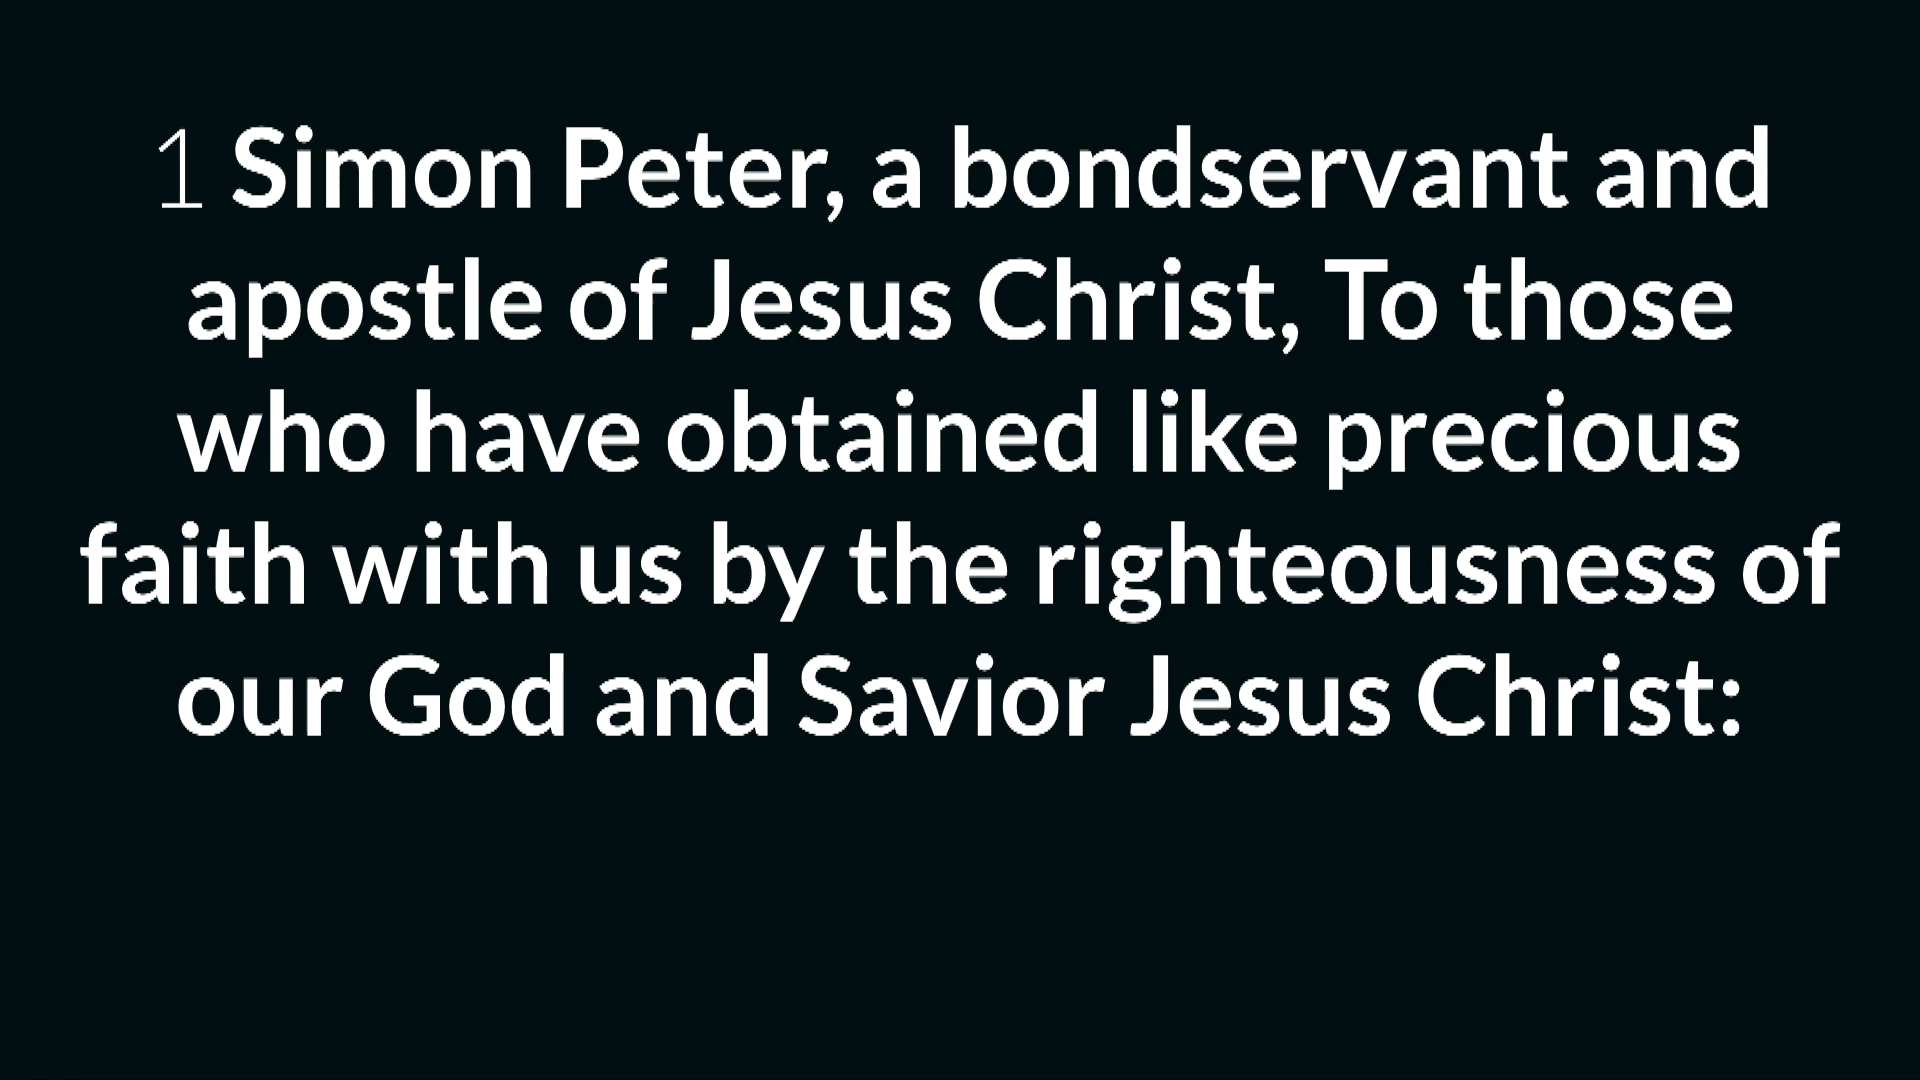 1 Simon Peter, a bondservant and
apostle of Jesus Christ, To those
who have obtained like precious
faith with us by the righteousness of
our God and Savior Jesus Christ: